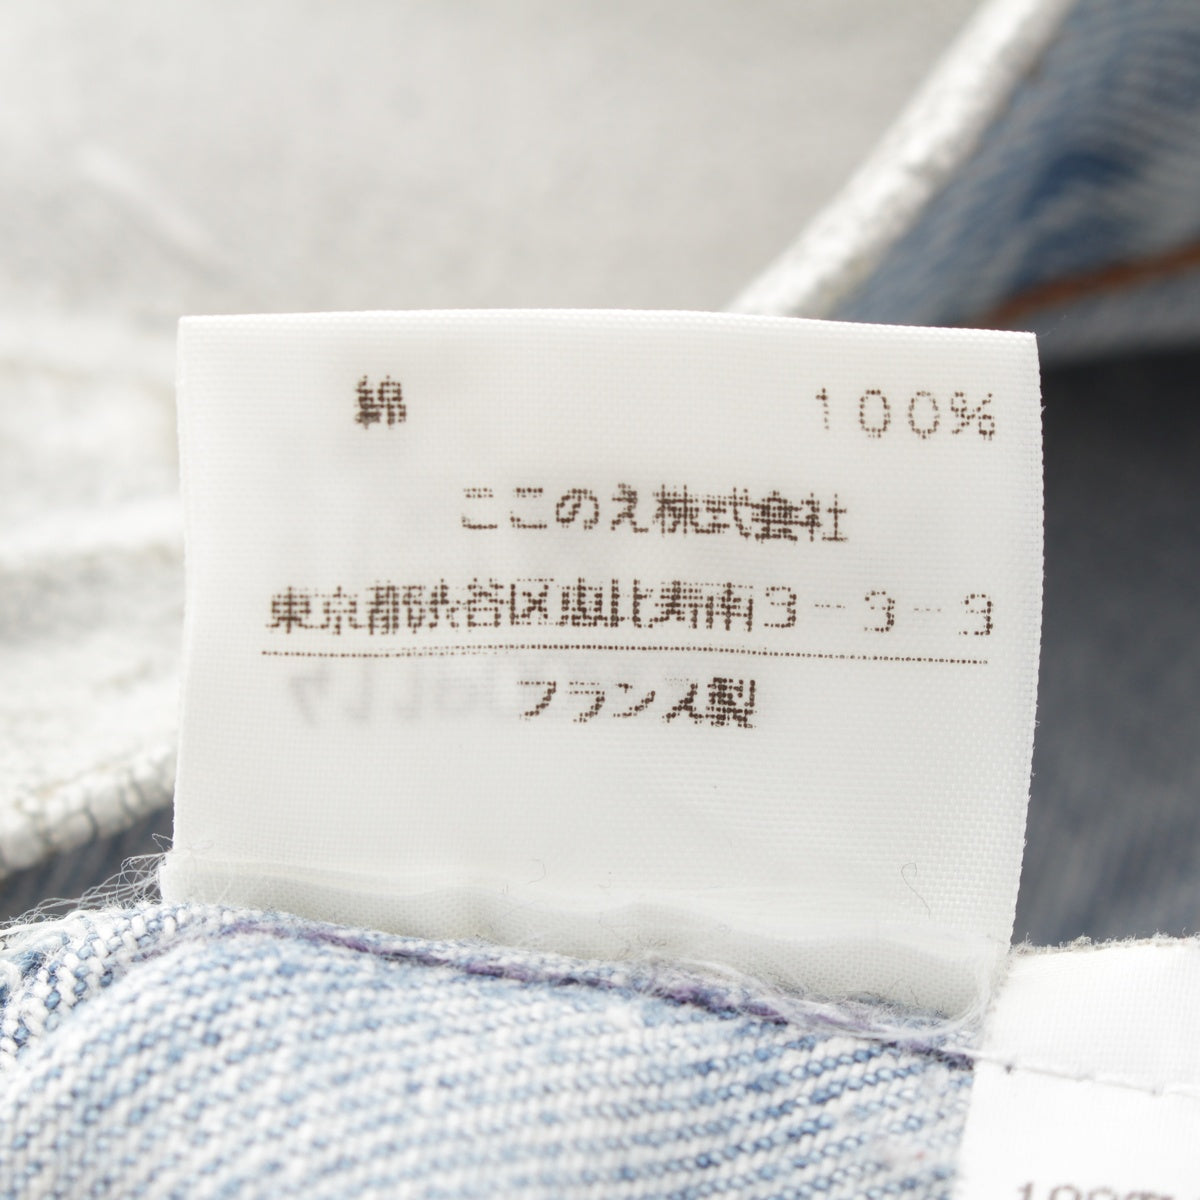 綿 100%
ここのえ株式会社
東京都渋谷区恵比寿南3-3-3
フランス製